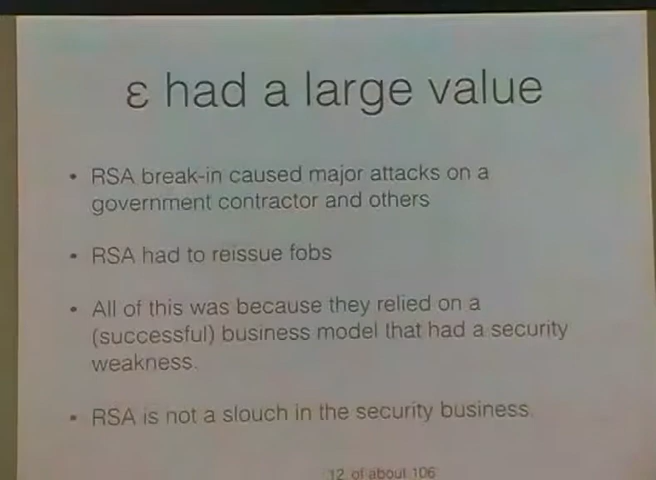 ε had a large value
• RSA break-in caused major attacks on a
government contractor and others
• RSA had to reissue fobs
• All of this was because they relied on a
(successful) business model that had a security
weakness.
• RSA is not a slouch in the security business.
12 of about 106